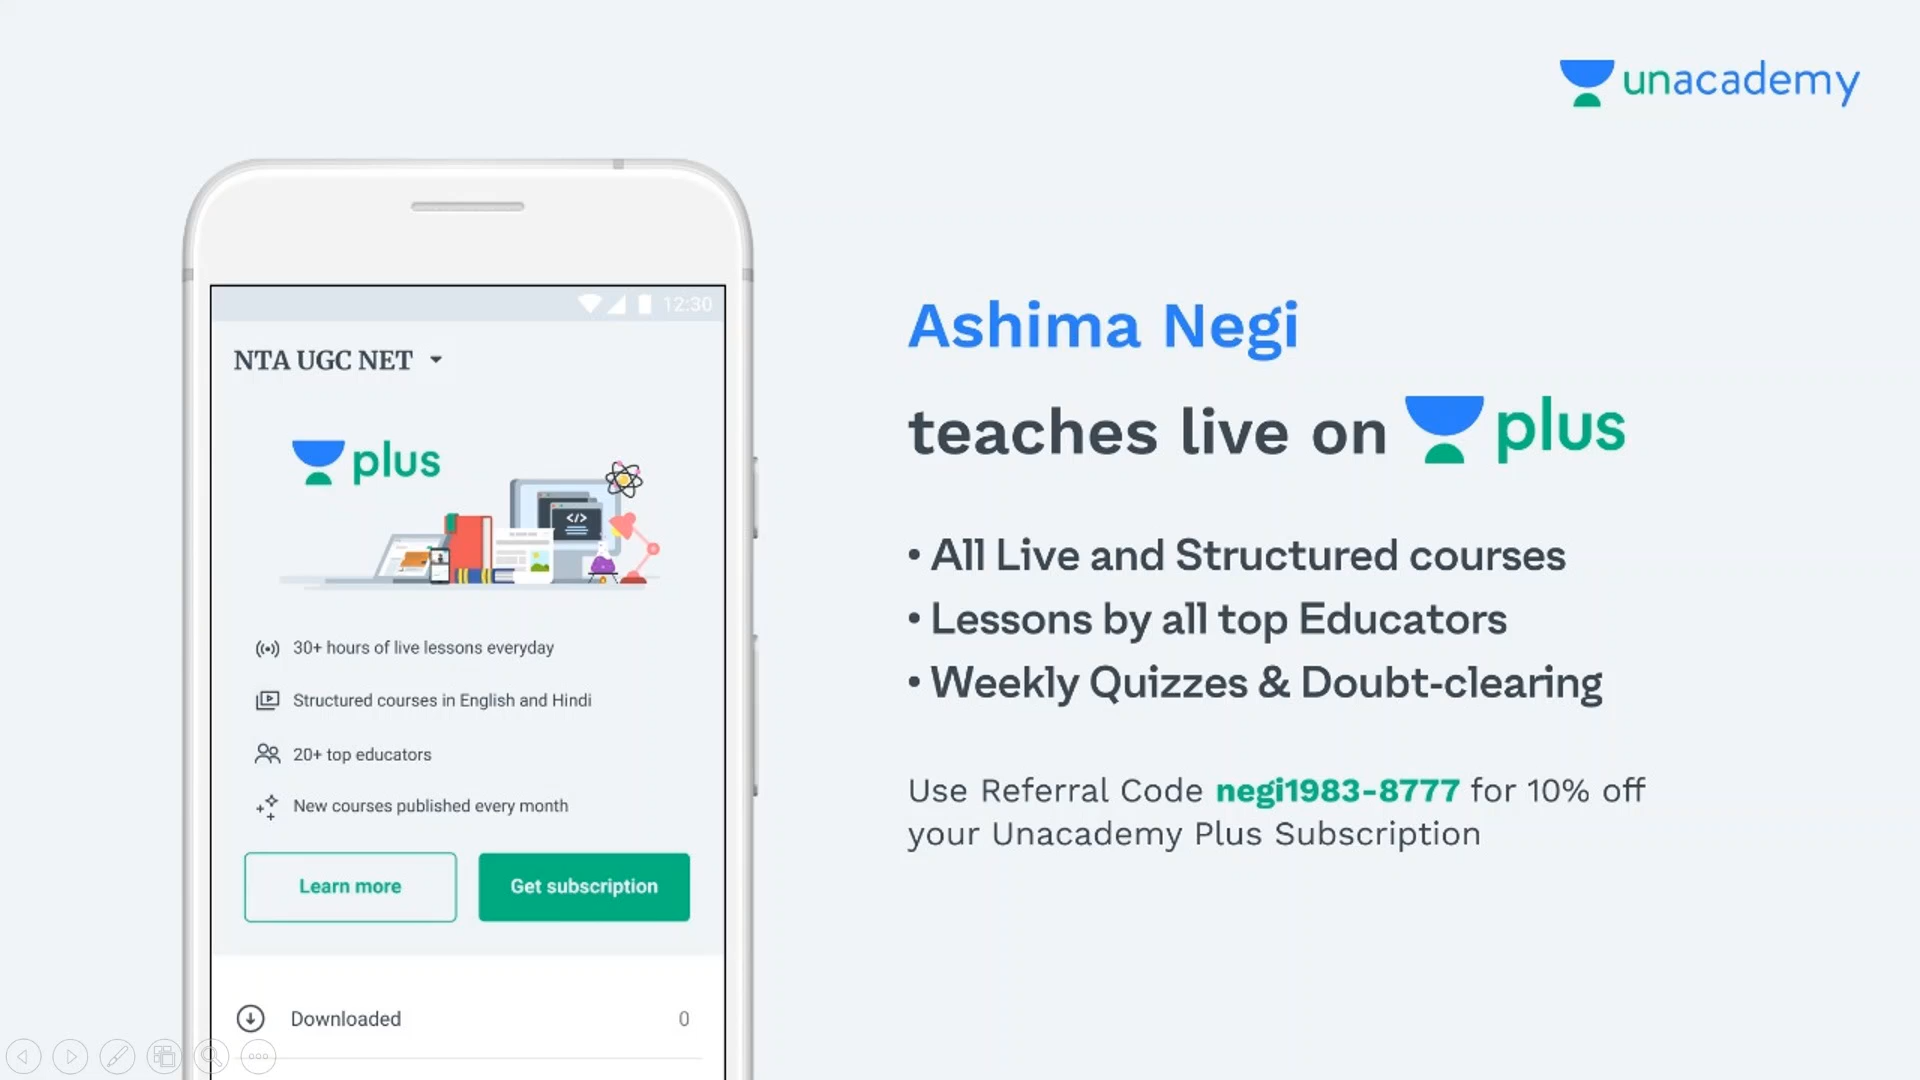 unacademy
12:30
NTA UGC NET
plus
</>
30+ hours of live lessons everyday
Structured courses in English and Hindi
20+ top educators
New courses published every month
Learn more
Get subscription
Downloaded
0
Ashima Negi
teaches live on plus
• All Live and Structured courses
• Lessons by all top Educators
• Weekly Quizzes & Doubt-clearing
Use Referral Code negi1983-8777 for 10% off
your Unacademy Plus Subscription